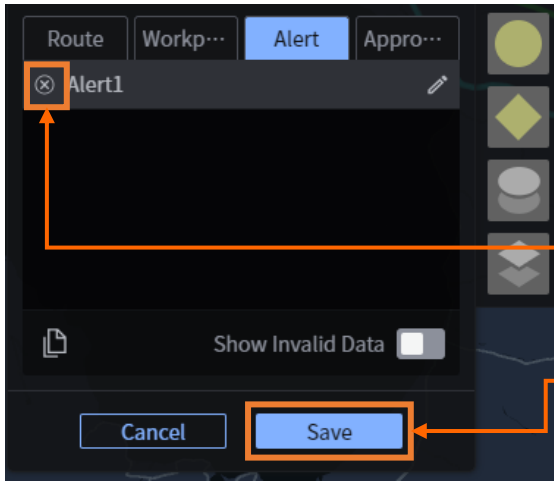 Route Workp⋯ Alert Appro⋯
Alert1
Show Invalid Data
Cancel Save